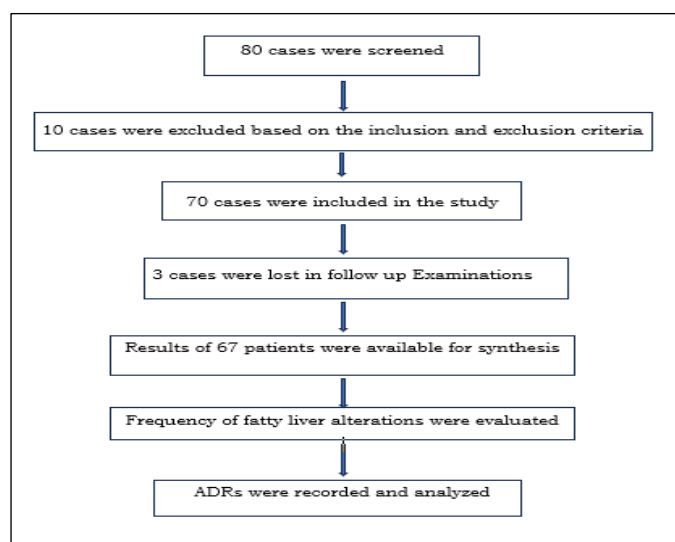 80 cases were screened
10 cases were excluded based on the inclusion and exclusion criteria
70 cases were included in the study
3 cases were lost in follow up Examinations
Results of 67 patients were available for synthesis
Frequency of fatty liver alterations were evaluated
ADRs were recorded and analyzed